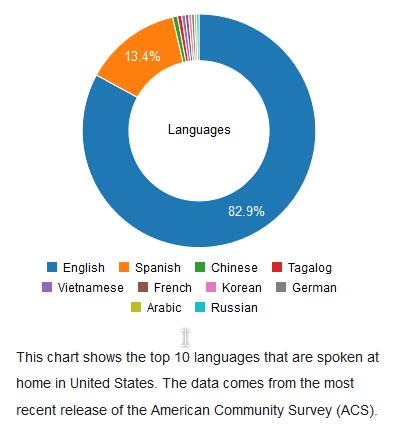 13.4%
Languages
82.9%
English Spanish Chinese Tagalog
Vietnamese French Korean German
Arabic Russian
This chart shows the top 10 languages that are spoken at
home in United States. The data comes from the most
recent release of the American Community Survey (ACS).